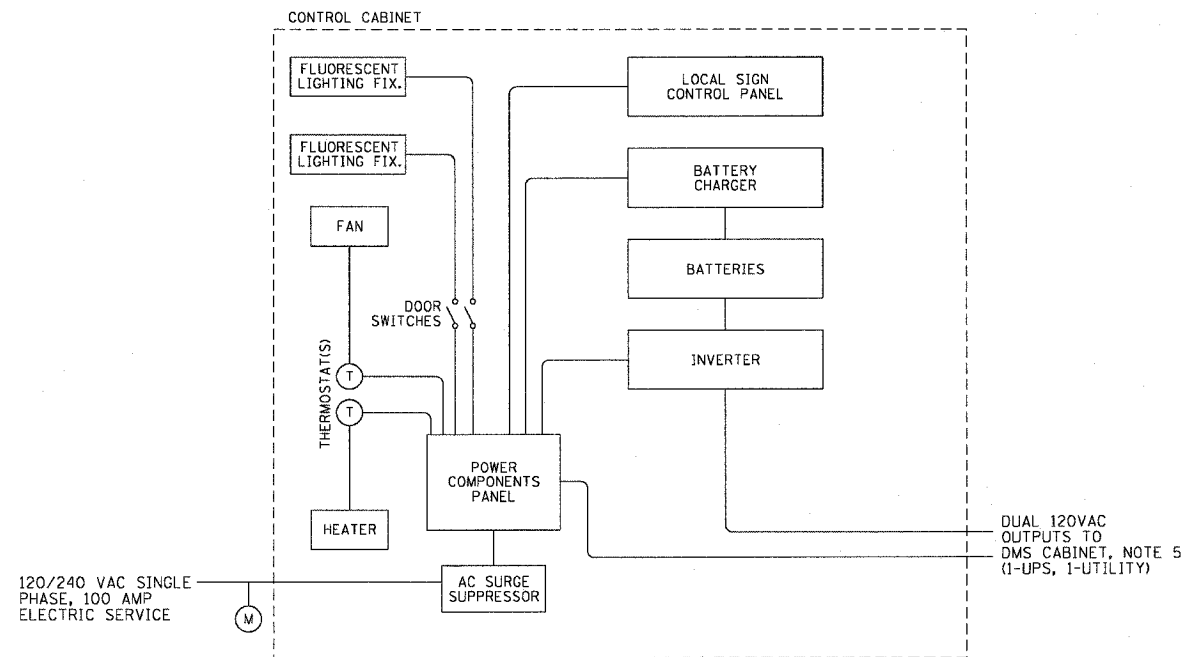 CONTROL CABINET
FLUORESCENT
LIGHTING FIX.
LOCAL SIGN
CONTROL PANEL
FLUORESCENT
LIGHTING FIX.
BATTERY
CHARGER
FAN
BATTERIES
DOOR
SWITCHES
INVERTER
THERMOSTAT(S)
T
T
POWER
COMPONENTS
PANEL
HEATER
DUAL 120VAC
OUTPUTS TO
DMS CABINET, NOTE 5
(1-UPS, 1-UTILITY)
120/240 VAC SINGLE
PHASE, 100 AMP
ELECTRIC SERVICE
M
AC SURGE
SUPPRESSOR